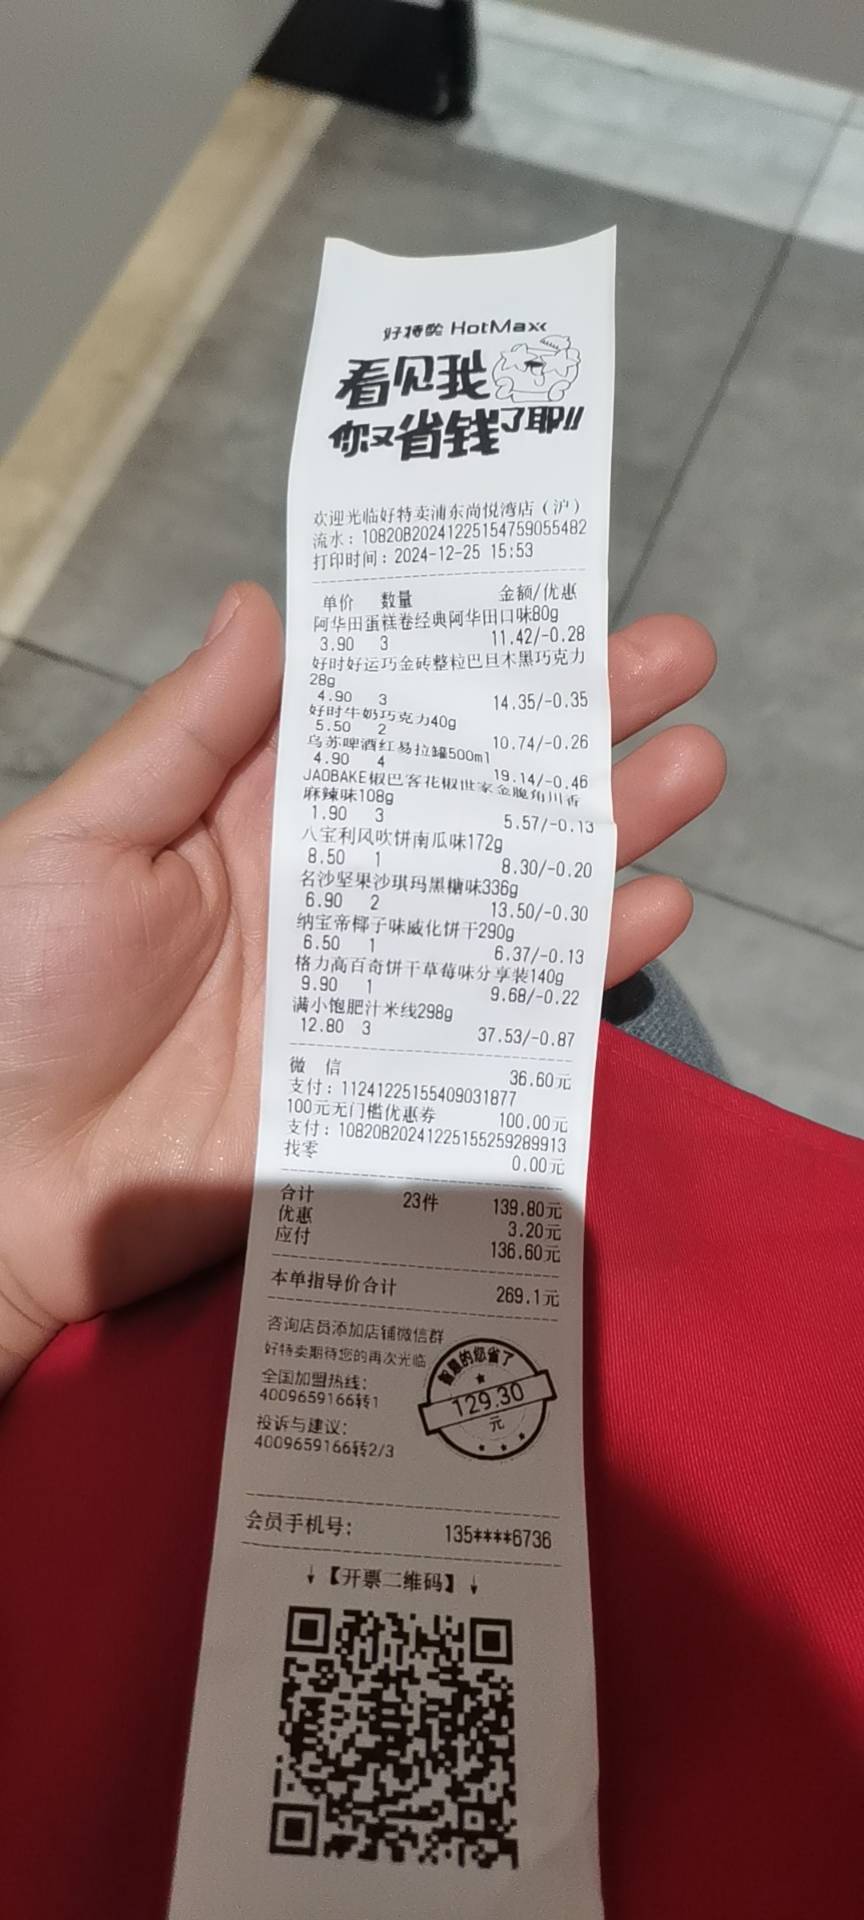 好特卖 HotMaxx
看见我
你又省钱了耶!!
欢迎光临好特卖浦东尚悦湾店（沪）
流水：10820B20241225154759055482
打印时间：2024-12-25 15:53
单价 数量 金额/优惠
阿华田蛋糕卷经典阿华田口味80g
3.90 3 11.42/-0.28
好时好运巧金砖整粒巴旦木黑巧克力
28g
4.90 3 14.35/-0.35
好时牛奶巧克力40g
5.50 2 10.74/-0.26
乌苏啤酒红易拉罐500ml
4.90 4 19.14/-0.46
JAOBAKE椒巴客花椒世家金脆角川香
麻辣味108g
1.90 3 5.57/-0.13
八宝利风吹饼南瓜味172g
8.50 1 8.30/-0.20
名沙坚果沙琪玛黑糖味336g
6.90 2 13.50/-0.30
纳宝帝椰子味威化饼干290g
6.50 1 6.37/-0.13
格力高百奇饼干草莓味分享装140g
9.90 1 9.68/-0.22
满小饱肥汁米线298g
12.80 3 37.53/-0.87
微 信 36.60元
支付：11241225155409031877
100元无门槛优惠券 100.00元
支付：10820B20241225155259289913
找零 0.00元
合计 23件 139.80元
优惠 3.20元
应付 136.60元
本单指导价合计 269.1元
咨询店员添加店铺微信群
好特卖期待您的再次光临
全国加盟热线：
4009659166转1
投诉与建议：
4009659166转2/3
智慧的您省了
129.30
元
会员手机号： 135****6736
↓【开票二维码】↓